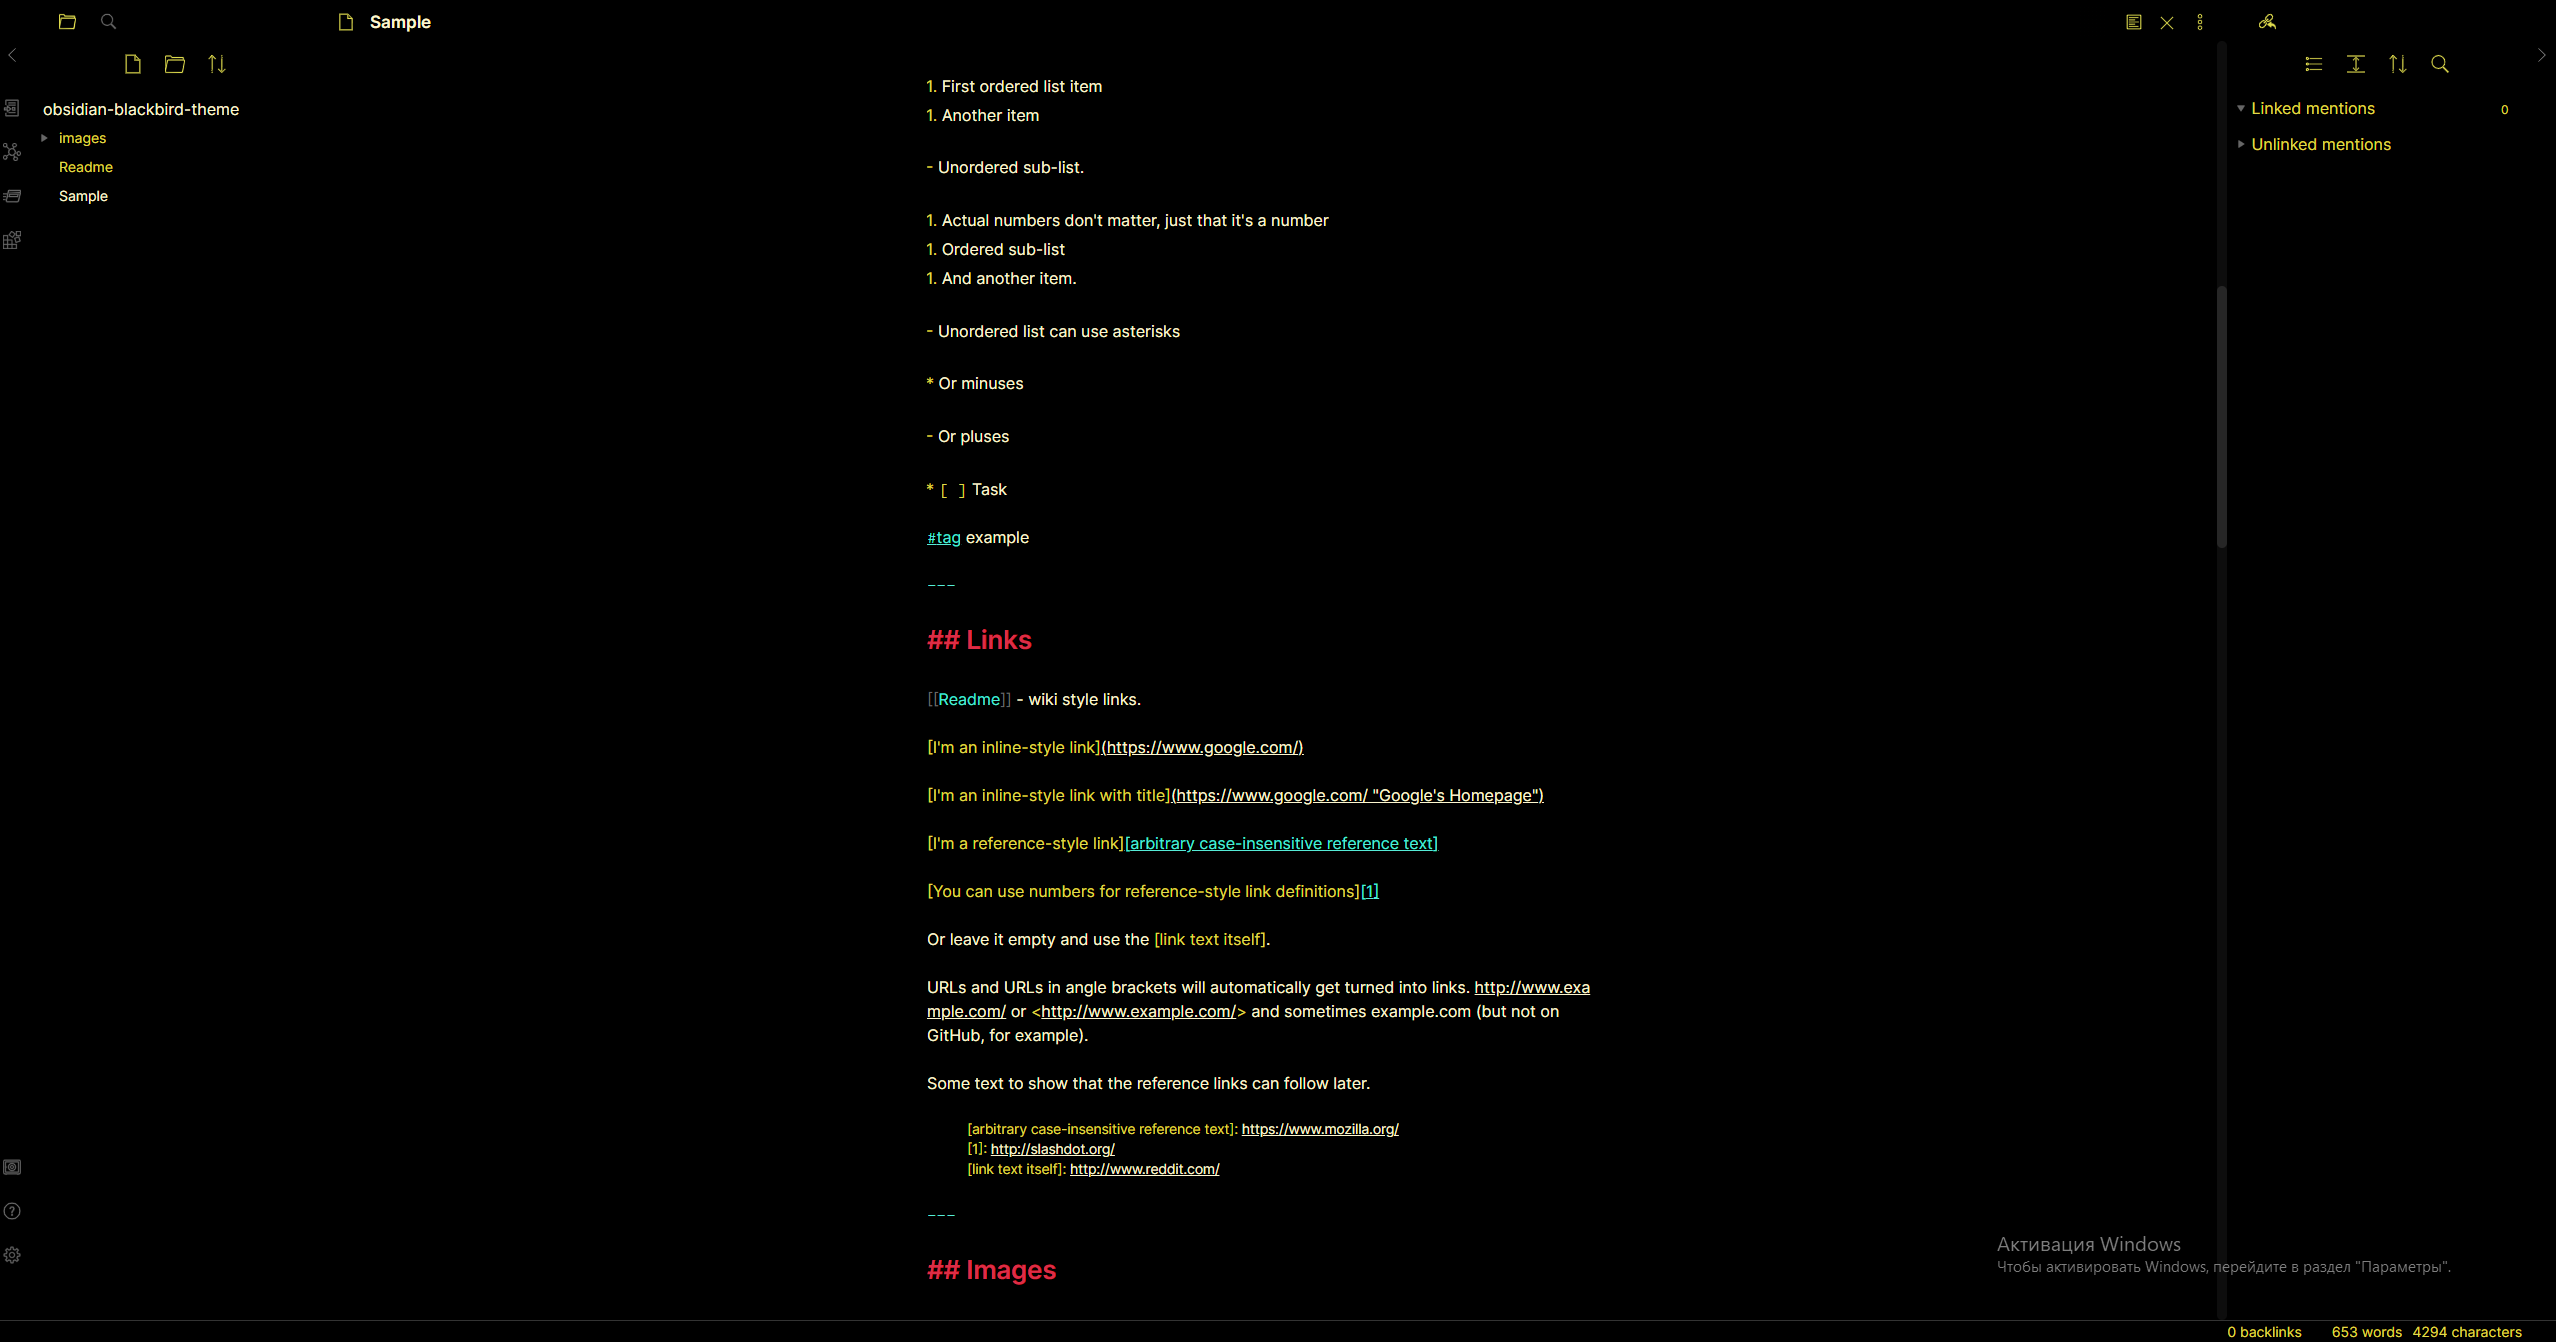 Sample
obsidian-blackbird-theme
images
Readme
Sample
1. First ordered list item
1. Another item
- Unordered sub-list.
1. Actual numbers don't matter, just that it's a number
1. Ordered sub-list
1. And another item.
- Unordered list can use asterisks
* Or minuses
- Or pluses
* [ ] Task
#tag example
---
## Links
[[Readme]] - wiki style links.
[I'm an inline-style link](https://www.google.com/)
[I'm an inline-style link with title](https://www.google.com/ "Google's Homepage")
[I'm a reference-style link][arbitrary case-insensitive reference text]
[You can use numbers for reference-style link definitions][1]
Or leave it empty and use the [link text itself].
URLs and URLs in angle brackets will automatically get turned into links. http://www.exa
mple.com/ or <http://www.example.com/> and sometimes example.com (but not on
GitHub, for example).
Some text to show that the reference links can follow later.
[arbitrary case-insensitive reference text]: https://www.mozilla.org/
[1]: http://slashdot.org/
[link text itself]: http://www.reddit.com/
---
## Images
Linked mentions 0
Unlinked mentions
Активация Windows
Чтобы активировать Windows, перейдите в раздел "Параметры".
0 backlinks 653 words 4294 characters